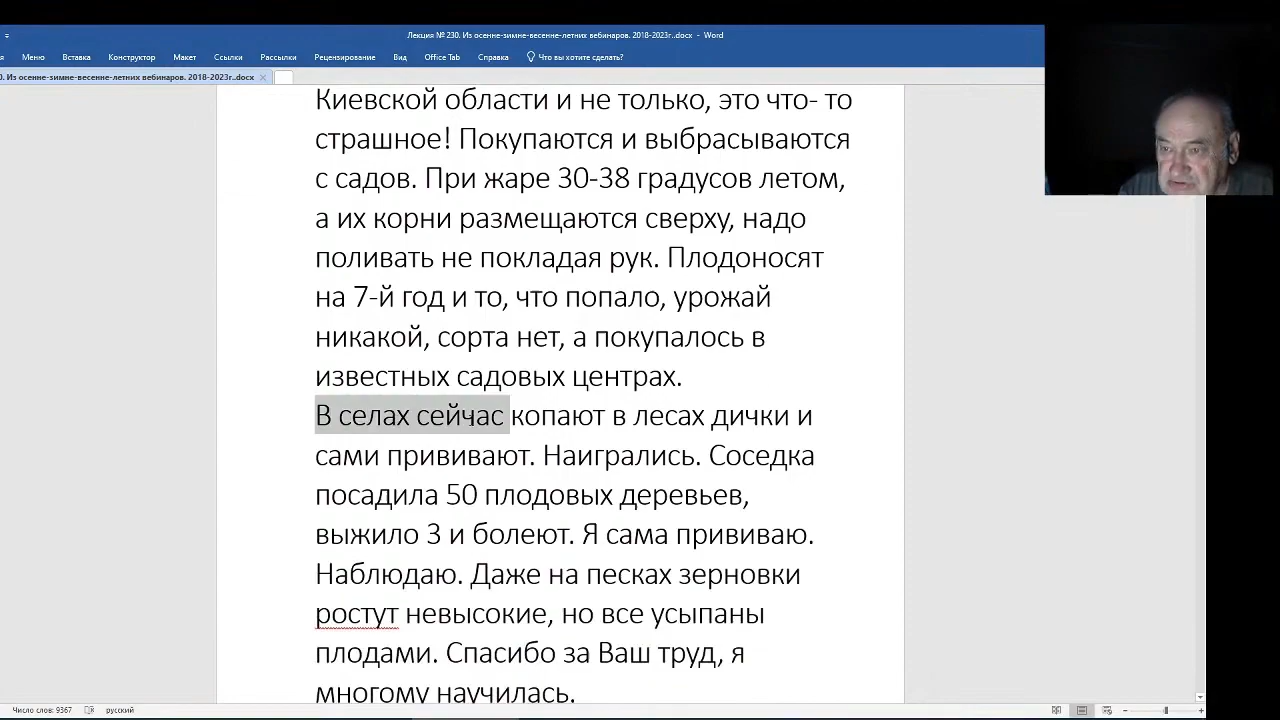 Лекция № 230. Из осенне-зимне-весенне-летних вебинаров. 2018-2023г..docx - Word
Меню Вставка Конструктор Макет Ссылки Рассылки Рецензирование Вид Office Tab Справка Что вы хотите сделать?
0. Из осенне-зимне-весенне-летних вебинаров. 2018-2023г..docx
Киевской области и не только, это что- то
страшное! Покупаются и выбрасываются
с садов. При жаре 30-38 градусов летом,
а их корни размещаются сверху, надо
поливать не покладая рук. Плодоносят
на 7-й год и то, что попало, урожай
никакой, сорта нет, а покупалось в
известных садовых центрах.
В селах сейчас копают в лесах дички и
сами прививают. Наигрались. Соседка
посадила 50 плодовых деревьев,
выжило 3 и болеют. Я сама прививаю.
Наблюдаю. Даже на песках зерновки
ростут невысокие, но все усыпаны
плодами. Спасибо за Ваш труд, я
многому научилась.
Число слов: 9367 русский